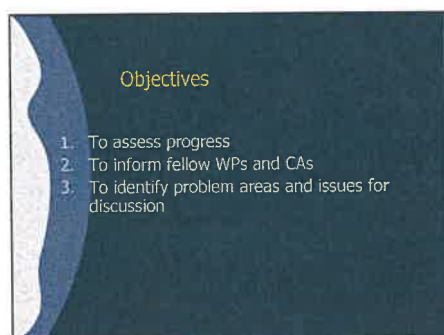 Objectives
1. To assess progress
2. To inform fellow WPs and CAs
3. To identify problem areas and issues for
discussion